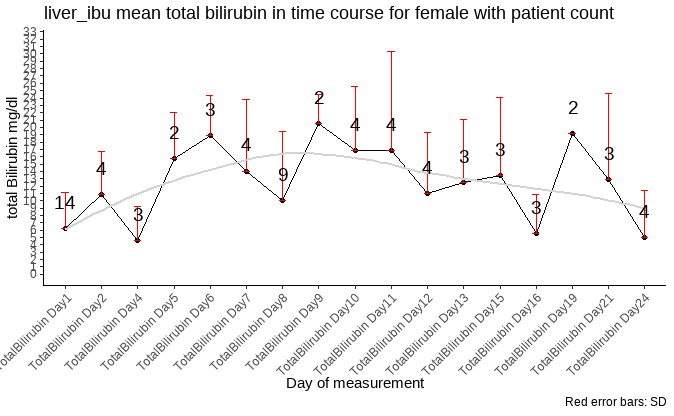 liver_ibu mean total bilirubin in time course for female with patient count
total Bilirubin mg/dl
33
32
31
30
29
28
27
26
25
24
23
22
21
20
19
18
17
16
15
14
13
12
11
10
9
8
7
6
5
4
3
2
1
0
14
4
3
2
3
4
9
2
4
4
4
3
3
3
2
3
4
TotalBilirubin Day1
TotalBilirubin Day2
TotalBilirubin Day4
TotalBilirubin Day5
TotalBilirubin Day6
TotalBilirubin Day7
TotalBilirubin Day8
TotalBilirubin Day9
TotalBilirubin Day10
TotalBilirubin Day11
TotalBilirubin Day12
TotalBilirubin Day13
TotalBilirubin Day15
TotalBilirubin Day16
TotalBilirubin Day19
TotalBilirubin Day21
TotalBilirubin Day24
Day of measurement
Red error bars: SD